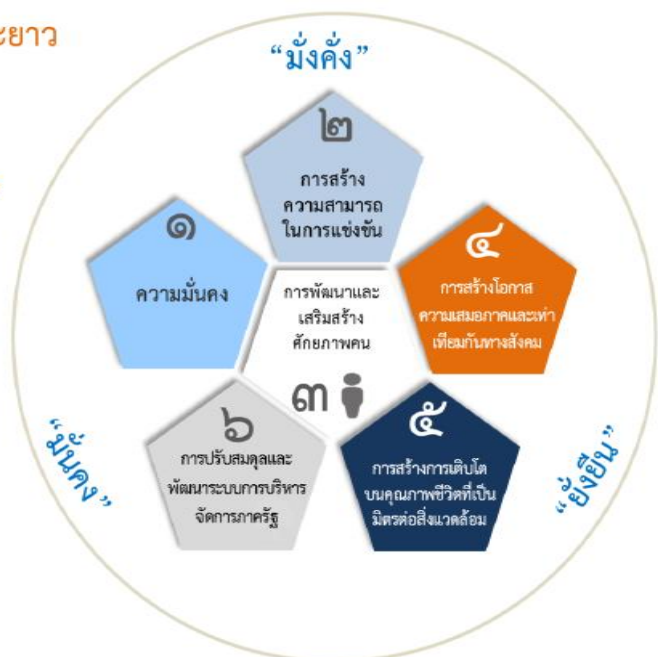 ะยาว
“มั่งคั่ง”
๒
การสร้าง
ความสามารถ
ในการแข่งขัน
๑
ความมั่นคง
๔
การสร้างโอกาส
ความเสมอภาคและเท่า
เทียมกันทางสังคม
การพัฒนาและ
เสริมสร้าง
ศักยภาพคน
๓
๖
การปรับสมดุลและ
พัฒนาระบบการบริหาร
จัดการภาครัฐ
๕
การสร้างการเติบโต
บนคุณภาพชีวิตที่เป็น
มิตรต่อสิ่งแวดล้อม
“มั่นคง”
“ยั่งยืน”